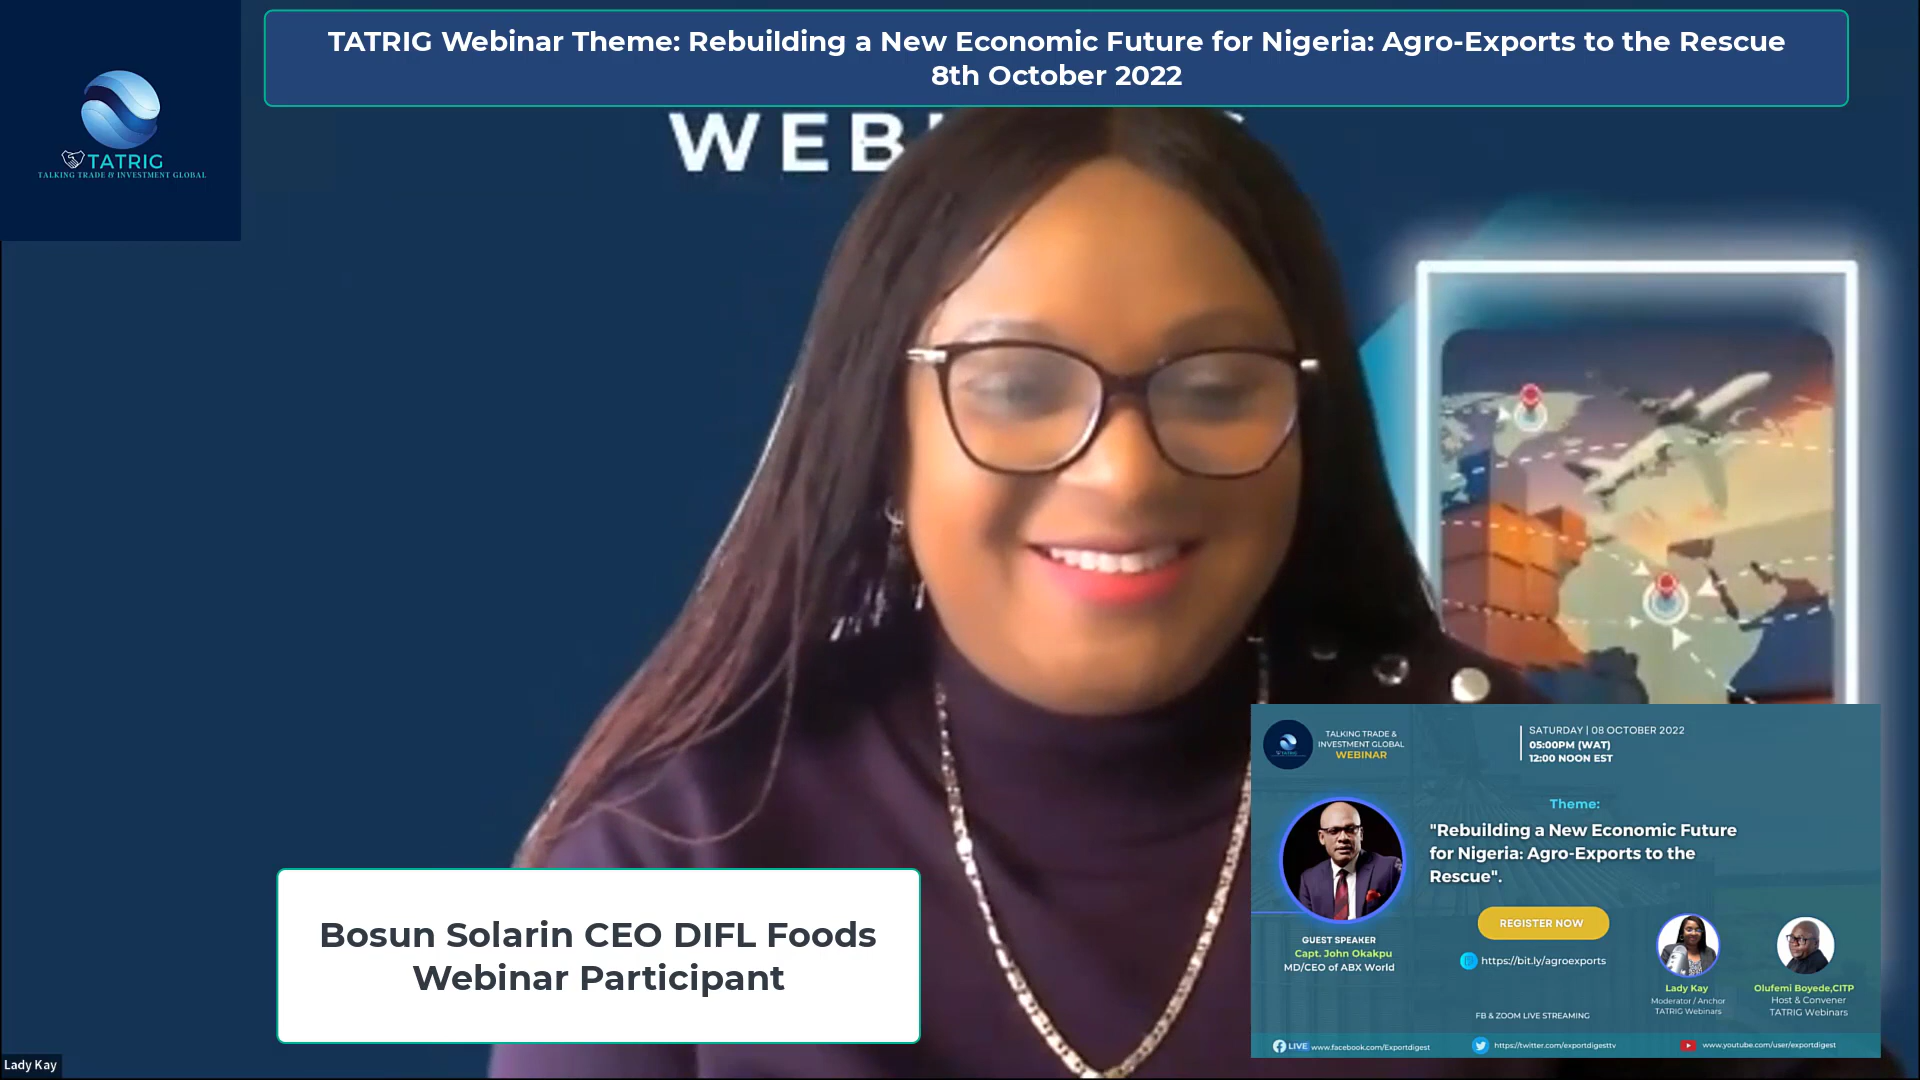 TATRIG Webinar Theme: Rebuilding a New Economic Future for Nigeria: Agro-Exports to the Rescue
8th October 2022
TATRIG
TALKING TRADE & INVESTMENT GLOBAL
WEB
Bosun Solarin CEO DIFL Foods
Webinar Participant
Lady Kay
TALKING TRADE &
INVESTMENT GLOBAL
WEBINAR
SATURDAY | 08 OCTOBER 2022
05:00PM (WAT)
12:00 NOON EST
Theme:
"Rebuilding a New Economic Future
for Nigeria: Agro-Exports to the
Rescue".
REGISTER NOW
https://bit.ly/agroexports
GUEST SPEAKER
Capt. John Okakpu
MD/CEO of ABX World
Lady Kay
Moderator / Anchor
TATRIG Webinars
Olufemi Boyede,CITP
Host & Convener
TATRIG Webinars
FB & ZOOM LIVE STREAMING
LIVE www.facebook.com/Exportdigest
https://twitter.com/exportdigesttv
www.youtube.com/user/exportdigest